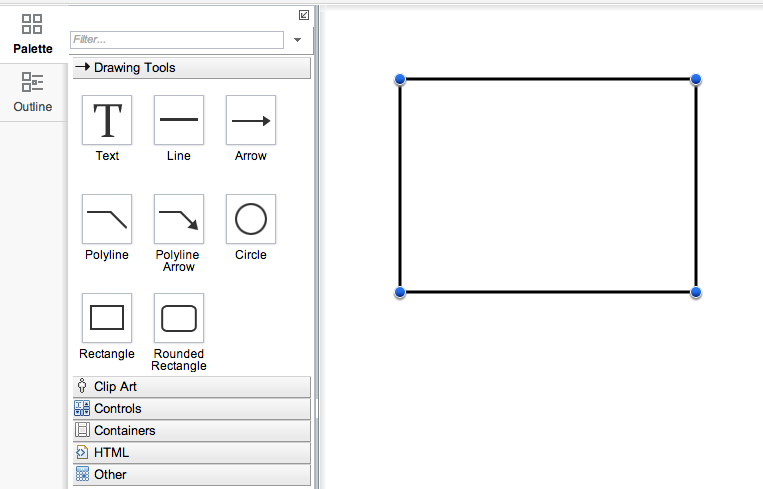 Palette
Outline
Filter...
Drawing Tools
T
Text
Line
Arrow
Polyline
Polyline
Arrow
Circle
Rectangle
Rounded
Rectangle
Clip Art
Controls
Containers
HTML
Other